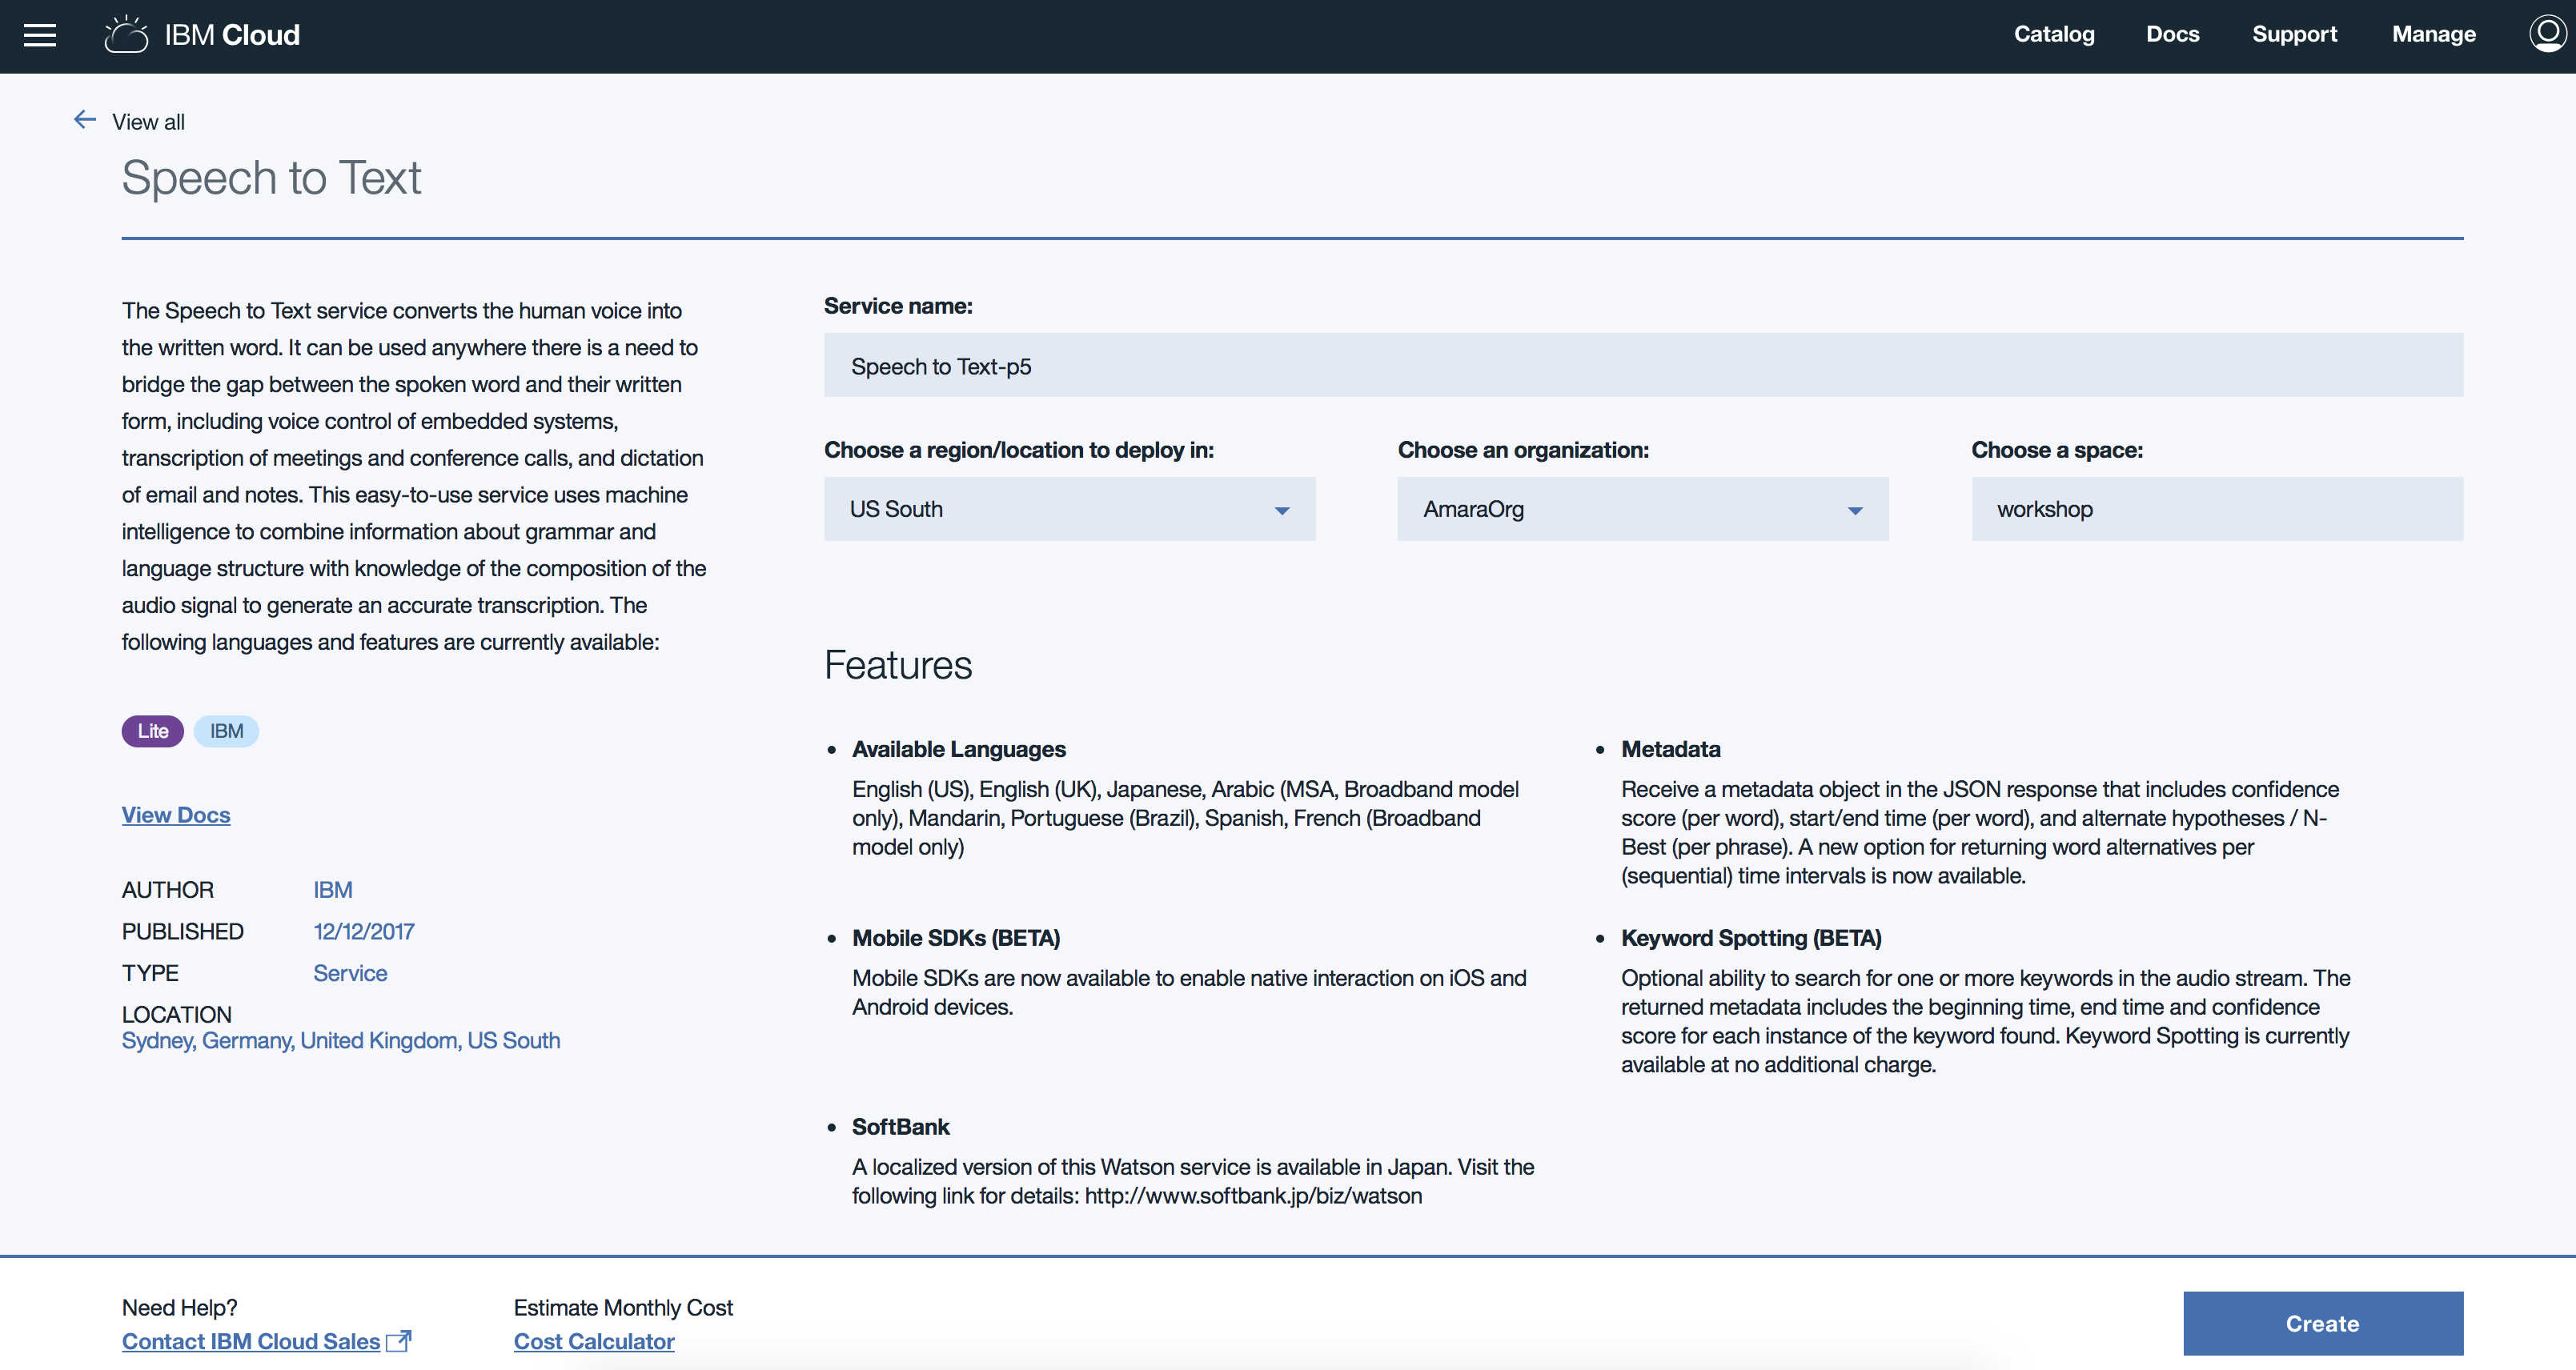 IBM Cloud
Catalog
Docs
Support
Manage
View all
Speech to Text
The Speech to Text service converts the human voice into
the written word. It can be used anywhere there is a need to
bridge the gap between the spoken word and their written
form, including voice control of embedded systems,
transcription of meetings and conference calls, and dictation
of email and notes. This easy-to-use service uses machine
intelligence to combine information about grammar and
language structure with knowledge of the composition of the
audio signal to generate an accurate transcription. The
following languages and features are currently available:
Lite
IBM
View Docs
AUTHOR IBM
PUBLISHED 12/12/2017
TYPE Service
LOCATION
Sydney, Germany, United Kingdom, US South
Service name:
Speech to Text-p5
Choose a region/location to deploy in:
US South
Choose an organization:
AmaraOrg
Choose a space:
workshop
Features
• Available Languages
English (US), English (UK), Japanese, Arabic (MSA, Broadband model
only), Mandarin, Portuguese (Brazil), Spanish, French (Broadband
model only)
• Metadata
Receive a metadata object in the JSON response that includes confidence
score (per word), start/end time (per word), and alternate hypotheses / N-
Best (per phrase). A new option for returning word alternatives per
(sequential) time intervals is now available.
• Mobile SDKs (BETA)
Mobile SDKs are now available to enable native interaction on iOS and
Android devices.
• Keyword Spotting (BETA)
Optional ability to search for one or more keywords in the audio stream. The
returned metadata includes the beginning time, end time and confidence
score for each instance of the keyword found. Keyword Spotting is currently
available at no additional charge.
• SoftBank
A localized version of this Watson service is available in Japan. Visit the
following link for details: http://www.softbank.jp/biz/watson
Need Help?
Contact IBM Cloud Sales
Estimate Monthly Cost
Cost Calculator
Create